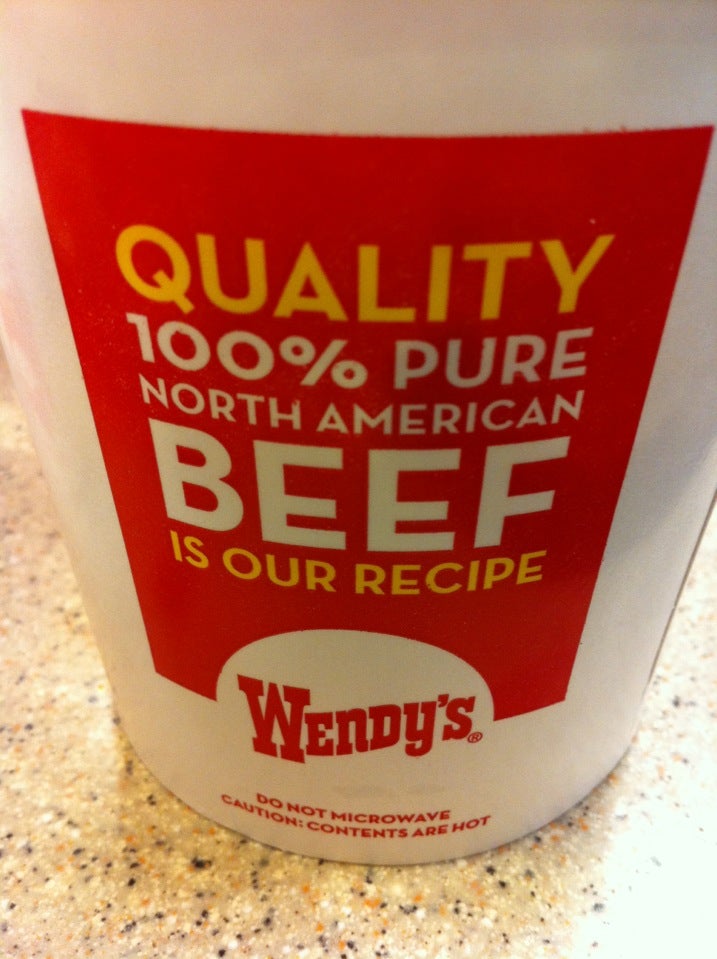 QUALITY
100% PURE
NORTH AMERICAN
BEEF
IS OUR RECIPE
WENDY'S®
DO NOT MICROWAVE
CAUTION: CONTENTS ARE HOT